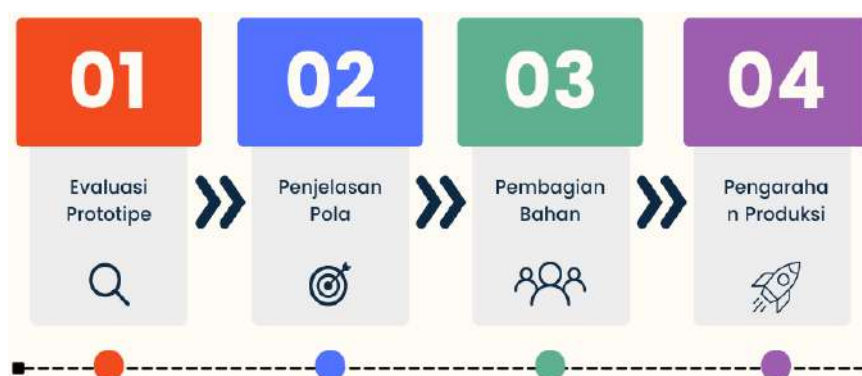 01
02
03
04
Evaluasi
Prototipe
Penjelasan
Pola
Pembagian
Bahan
Pengaraha
n Produksi